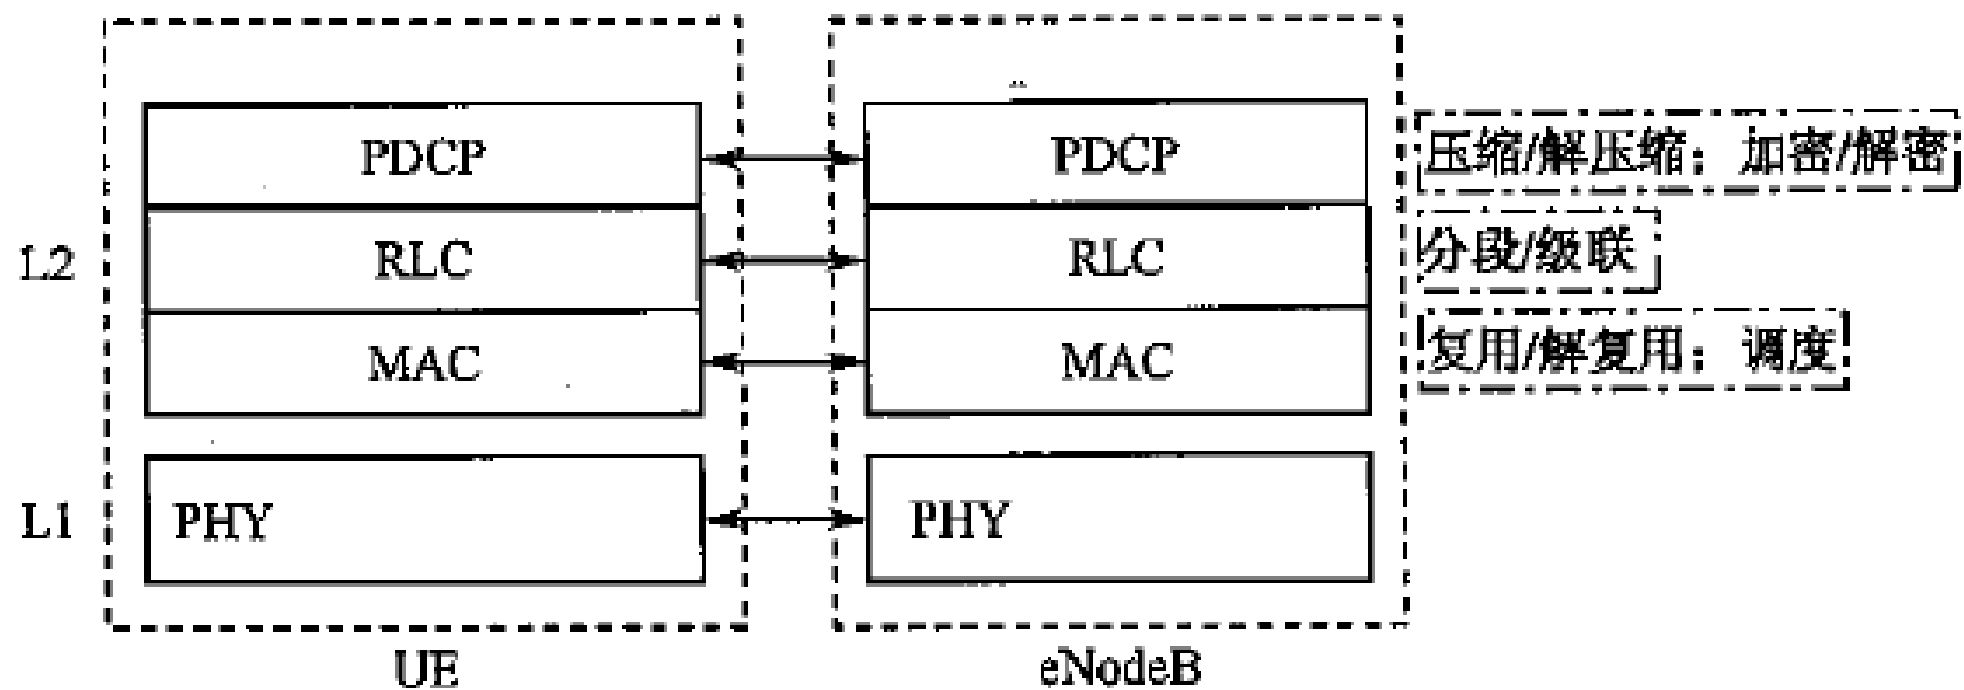 PDCP PDCP 压缩/解压缩；加密/解密
L2 RLC RLC 分段/级联
MAC MAC 复用/解复用；调度
L1 PHY PHY
UE eNodeB